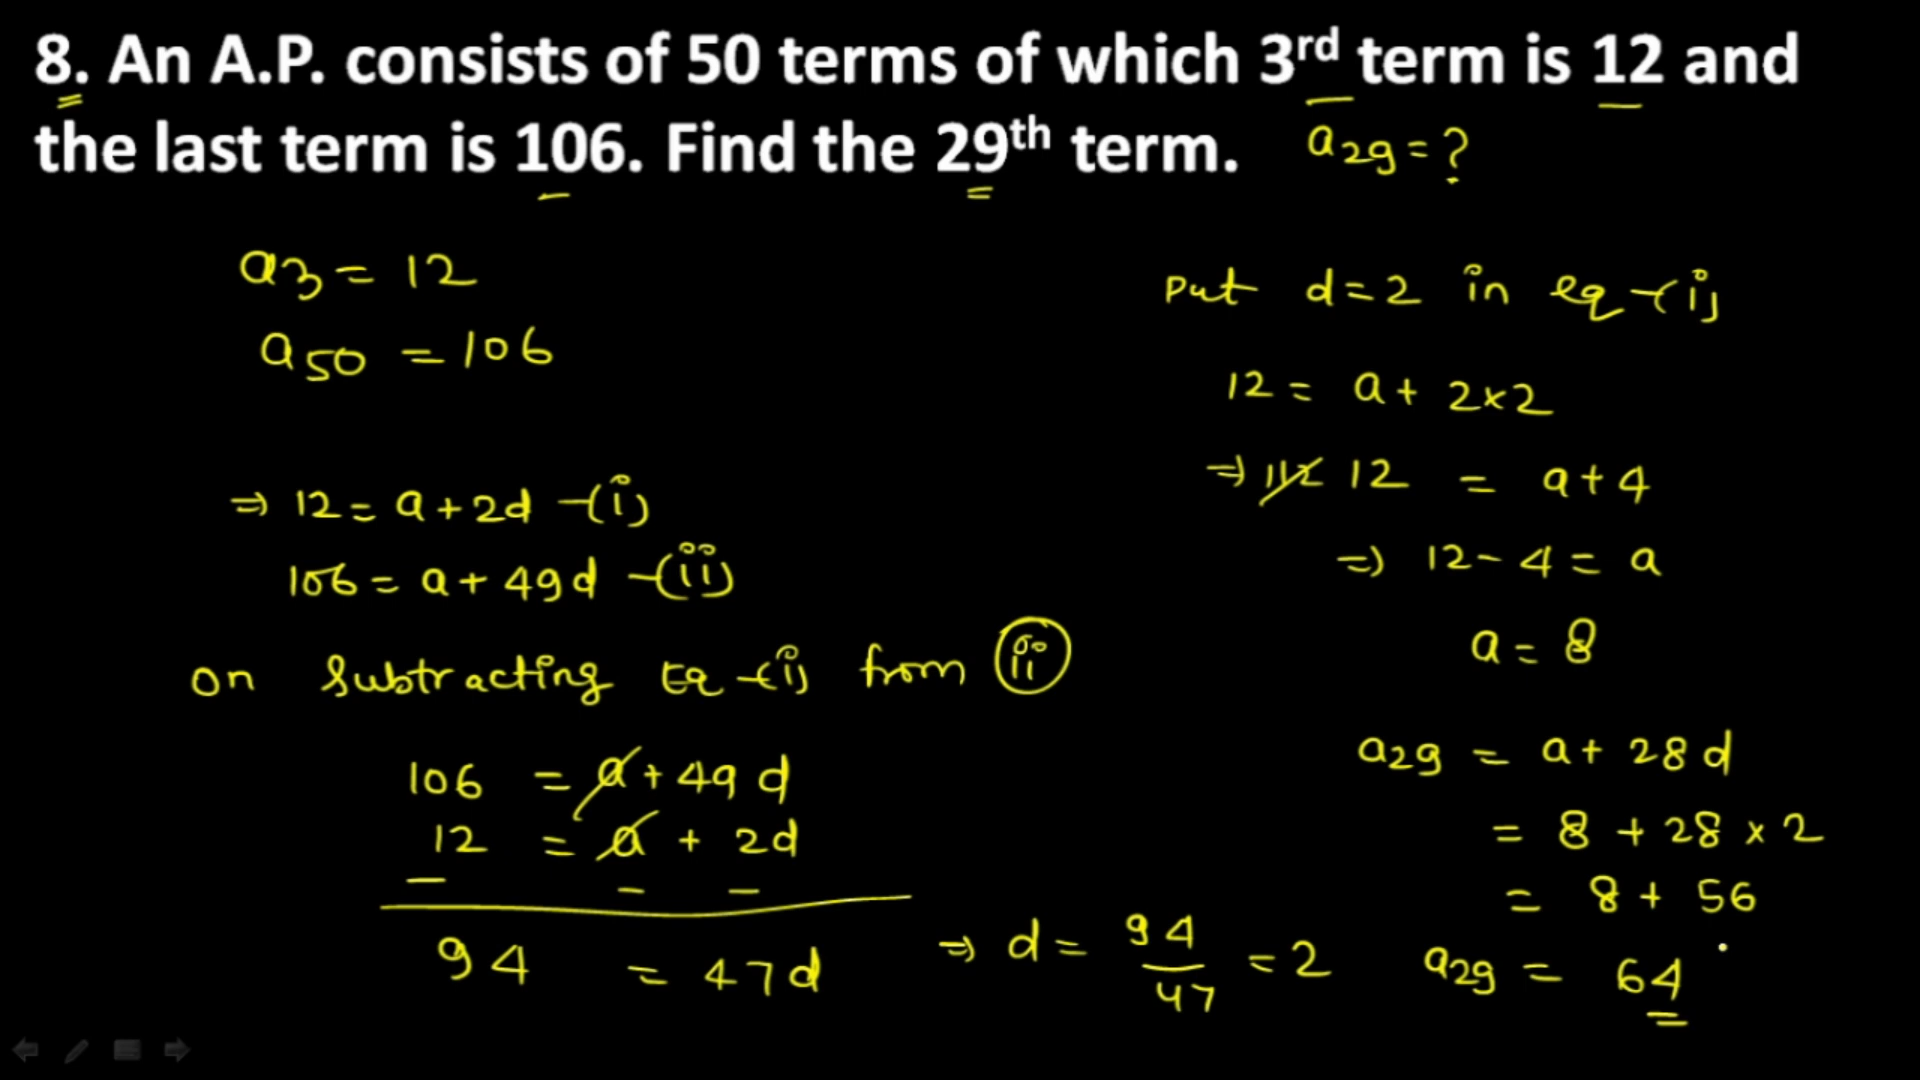 8. An A.P. consists of 50 terms of which 3rd term is 12 and
the last term is 106. Find the 29th term.
a29 = ?
a3 = 12
a50 = 106
⇒ 12 = a + 2d -(i)
106 = a + 49d -(ii)
on Subtracting Eq -(i) from (ii)
106 = a + 49d
12 = a + 2d
- - -
94 = 47d ⇒ d = 94/47 = 2
Put d = 2 in eq -(i)
12 = a + 2×2
⇒ 12 = a + 4
⇒ 12 - 4 = a
a = 8
a29 = a + 28d
= 8 + 28 × 2
= 8 + 56
a29 = 64